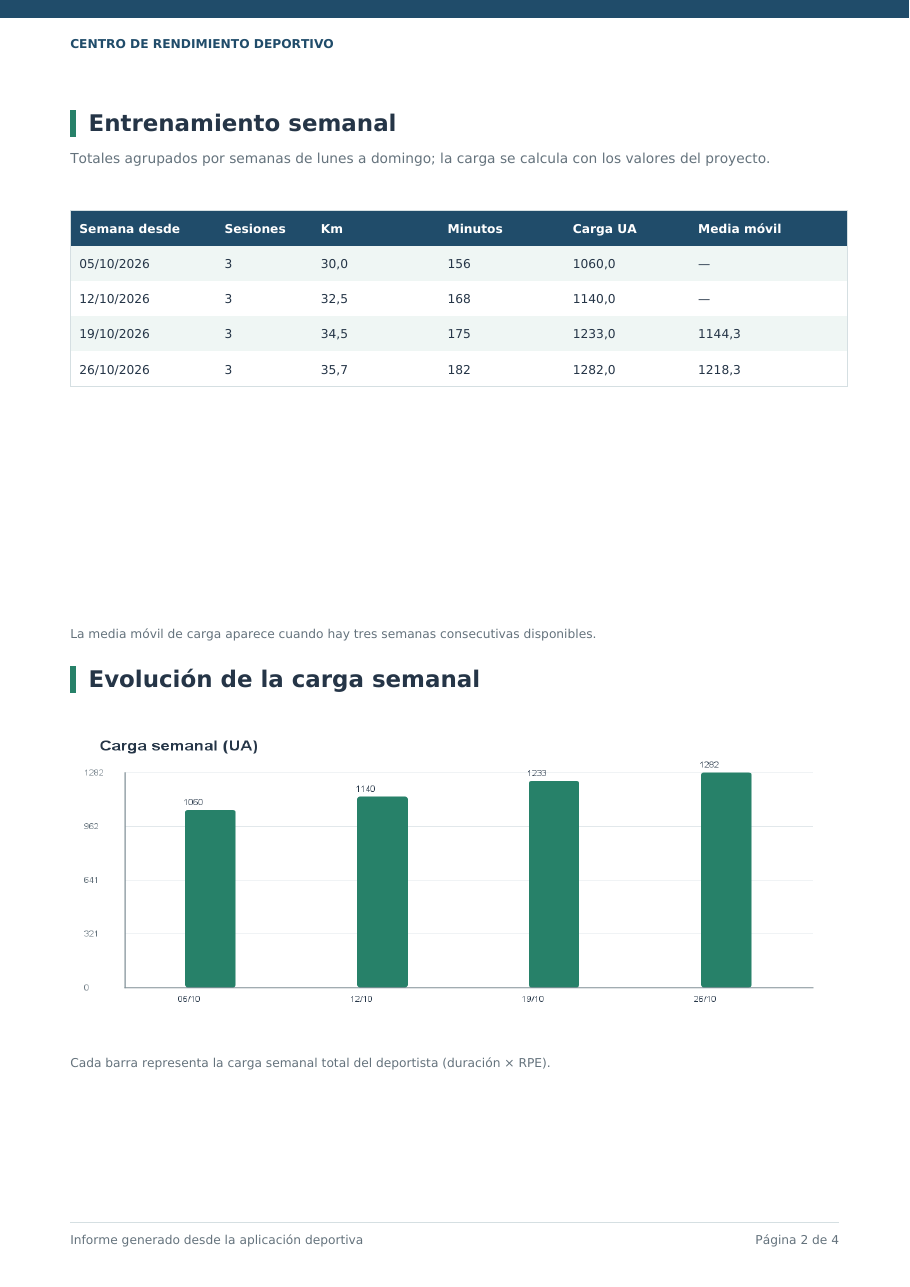 CENTRO DE RENDIMIENTO DEPORTIVO
Entrenamiento semanal
Totales agrupados por semanas de lunes a domingo; la carga se calcula con los valores del proyecto.
Semana desde Sesiones Km Minutos Carga UA Media móvil
05/10/2026 3 30,0 156 1060,0 —
12/10/2026 3 32,5 168 1140,0 —
19/10/2026 3 34,5 175 1233,0 1144,3
26/10/2026 3 35,7 182 1282,0 1218,3
La media móvil de carga aparece cuando hay tres semanas consecutivas disponibles.
Evolución de la carga semanal
Carga semanal (UA)
1282
962
641
321
0
1060
1140
1233
1282
05/10 12/10 19/10 26/10
Cada barra representa la carga semanal total del deportista (duración × RPE).
Informe generado desde la aplicación deportiva Página 2 de 4